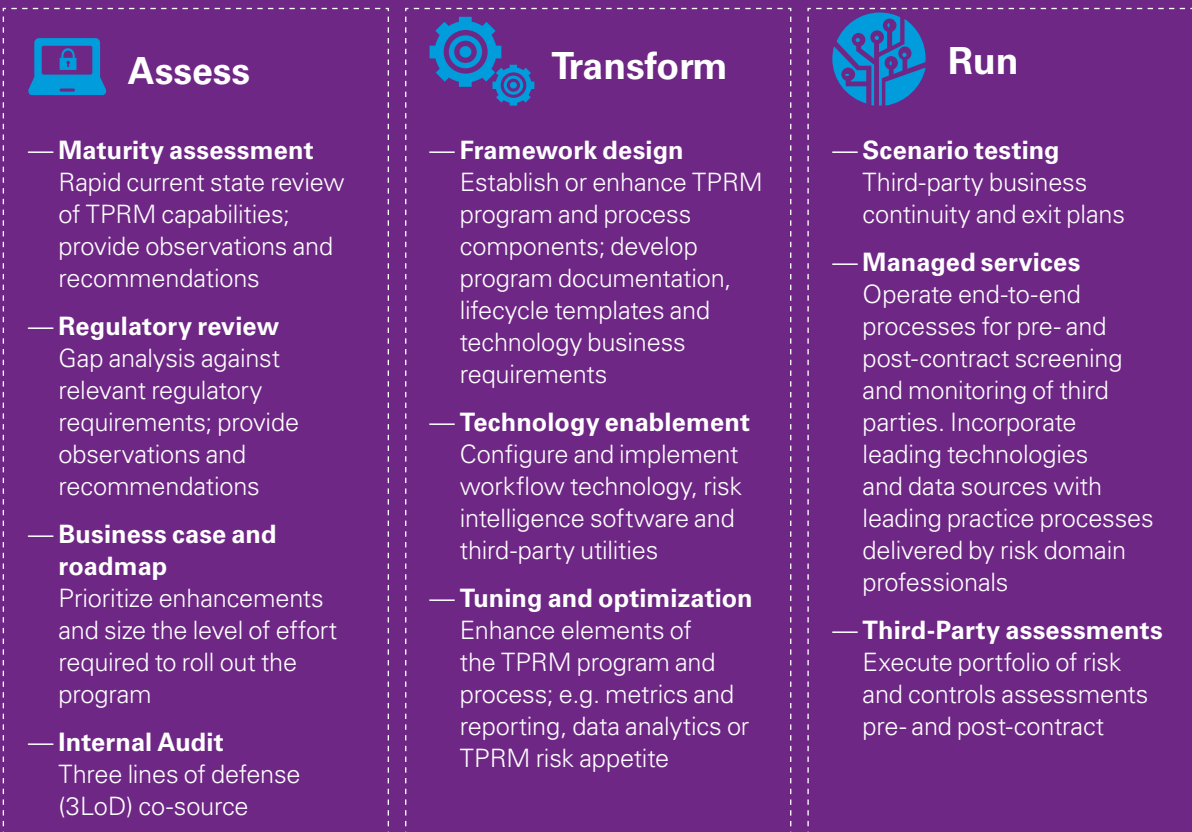 Assess
— Maturity assessment
Rapid current state review
of TPRM capabilities;
provide observations and
recommendations
— Regulatory review
Gap analysis against
relevant regulatory
requirements; provide
observations and
recommendations
— Business case and
roadmap
Prioritize enhancements
and size the level of effort
required to roll out the
program
— Internal Audit
Three lines of defense
(3LoD) co-source
Transform
— Framework design
Establish or enhance TPRM
program and process
components; develop
program documentation,
lifecycle templates and
technology business
requirements
— Technology enablement
Configure and implement
workflow technology, risk
intelligence software and
third-party utilities
— Tuning and optimization
Enhance elements of
the TPRM program and
process; e.g. metrics and
reporting, data analytics or
TPRM risk appetite
Run
— Scenario testing
Third-party business
continuity and exit plans
— Managed services
Operate end-to-end
processes for pre- and
post-contract screening
and monitoring of third
parties. Incorporate
leading technologies
and data sources with
leading practice processes
delivered by risk domain
professionals
— Third-Party assessments
Execute portfolio of risk
and controls assessments
pre- and post-contract